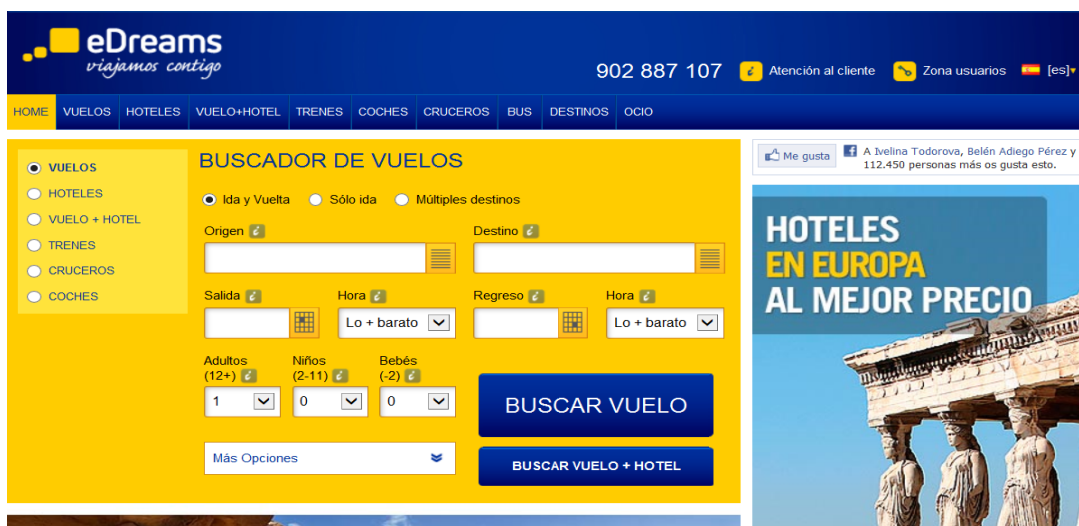 eDreams
viajamos contigo
902 887 107 Atención al cliente Zona usuarios [es]
HOME VUELOS HOTELES VUELO+HOTEL TRENES COCHES CRUCEROS BUS DESTINOS OCIO
VUELOS
HOTELES
VUELO + HOTEL
TRENES
CRUCEROS
COCHES
BUSCADOR DE VUELOS
Ida y Vuelta Sólo ida Múltiples destinos
Origen Destino
Salida Hora Regreso Hora
Lo + barato Lo + barato
Adultos Niños Bebés
(12+) (2-11) (-2)
1 0 0
BUSCAR VUELO
Más Opciones
BUSCAR VUELO + HOTEL
Me gusta
A Ivelina Todorova, Belén Adiego Pérez y
112.450 personas más os gusta esto.
HOTELES
EN EUROPA
AL MEJOR PRECIO